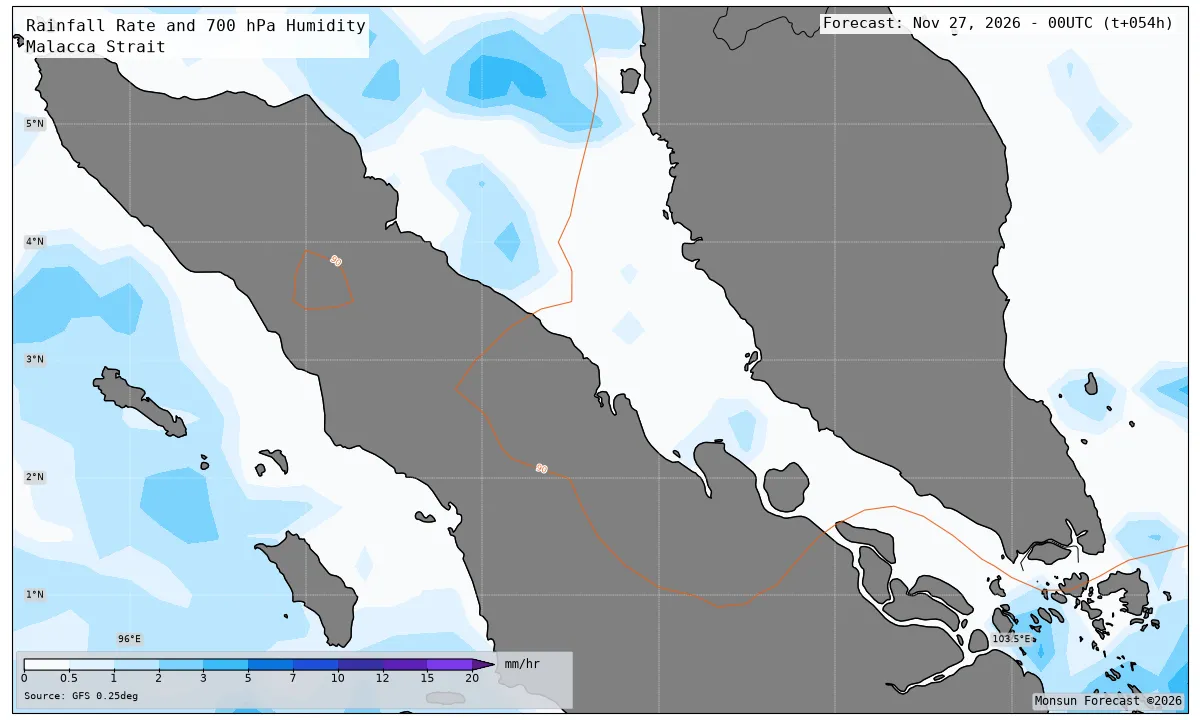 Rainfall Rate and 700 hPa Humidity
Malacca Strait
Forecast: Nov 27, 2026 - 00UTC (t+054h)
5°N
4°N
90
3°N
2°N
90
1°N
96°E
103.5°E
mm/hr
0 0.5 1 2 3 5 7 10 12 15 20
Source: GFS 0.25deg
Monsun Forecast ©2026